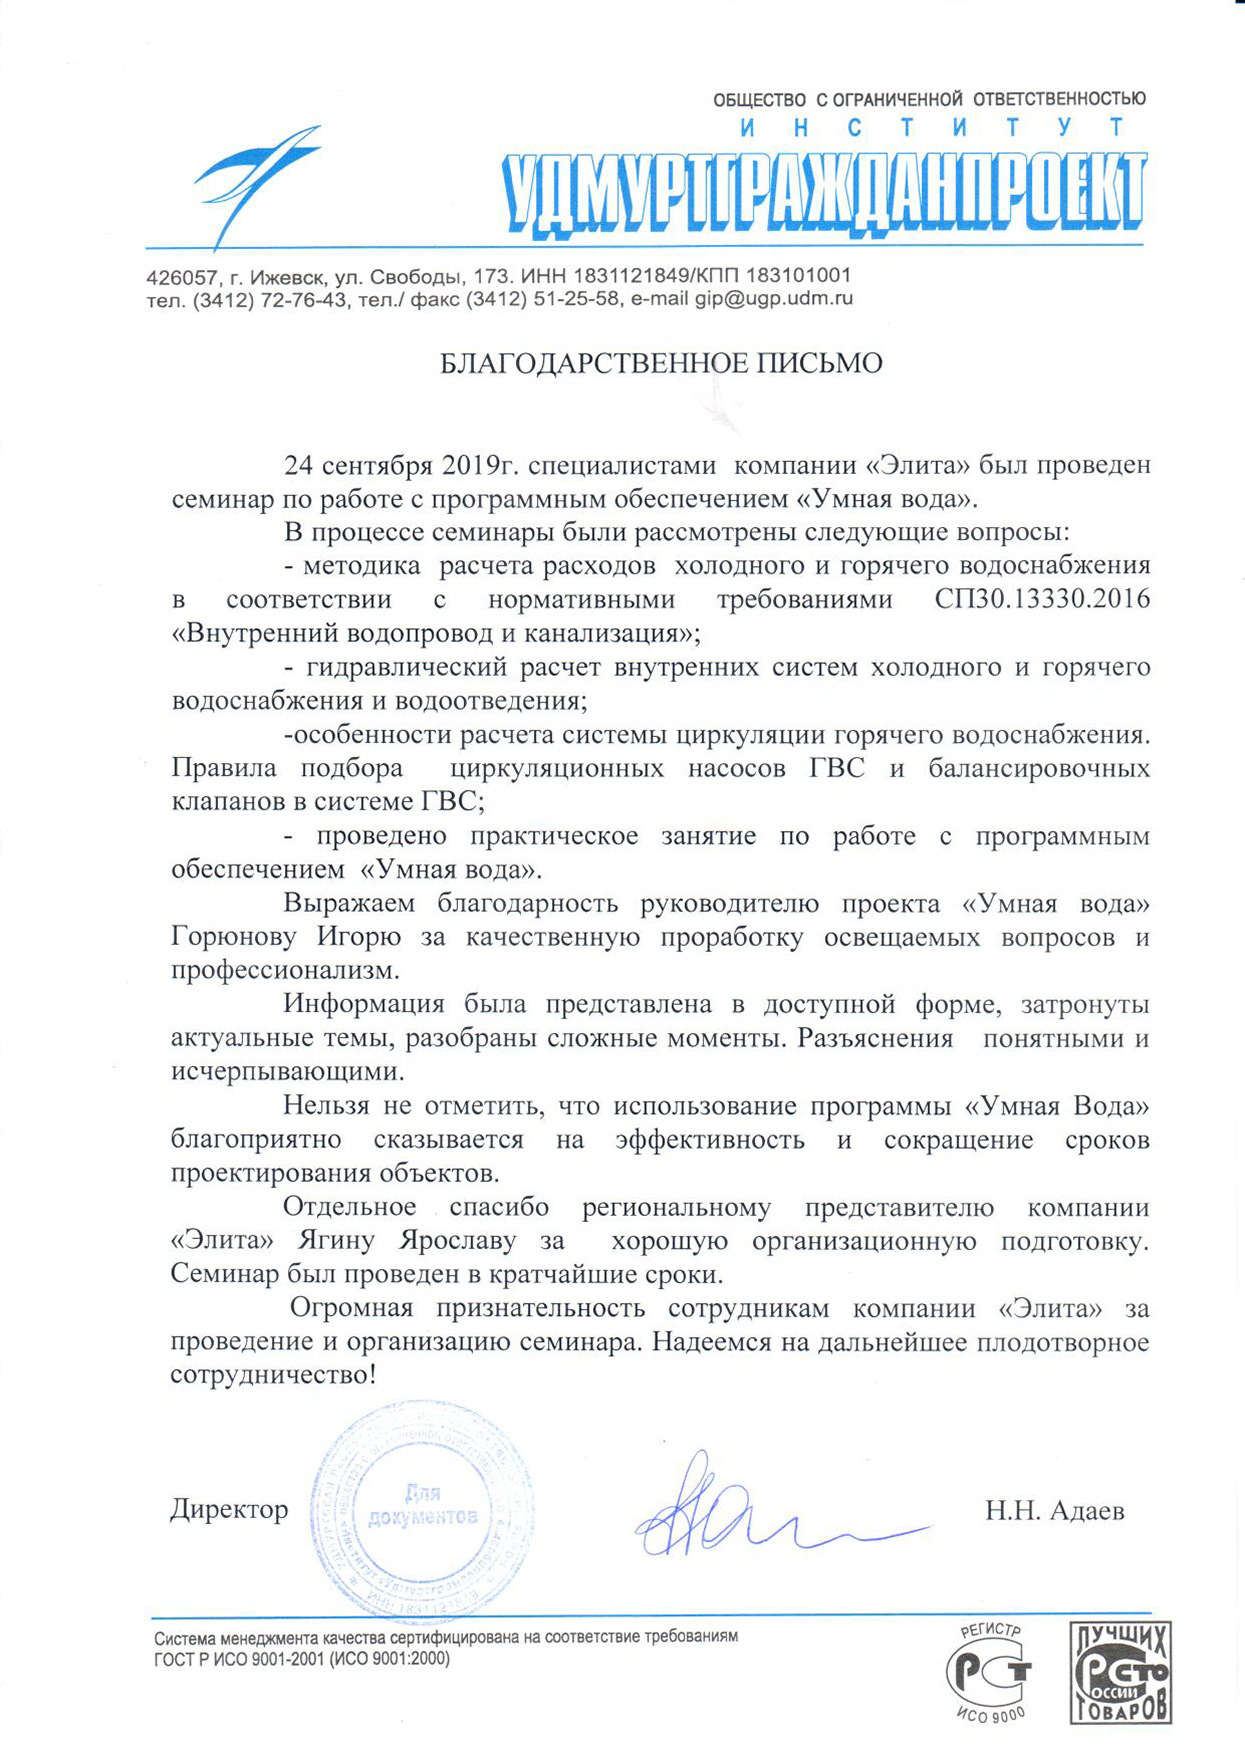 ОБЩЕСТВО С ОГРАНИЧЕННОЙ ОТВЕТСТВЕННОСТЬЮ
ИНСТИТУТ
УДМУРТГРАЖДАНПРОЕКТ
426057, г. Ижевск, ул. Свободы, 173. ИНН 1831121849/КПП 183101001
тел. (3412) 72-76-43, тел./ факс (3412) 51-25-58, e-mail gip@ugp.udm.ru
БЛАГОДАРСТВЕННОЕ ПИСЬМО
24 сентября 2019г. специалистами компании «Элита» был проведен
семинар по работе с программным обеспечением «Умная вода».
В процессе семинары были рассмотрены следующие вопросы:
- методика расчета расходов холодного и горячего водоснабжения
в соответствии с нормативными требованиями СП30.13330.2016
«Внутренний водопровод и канализация»;
- гидравлический расчет внутренних систем холодного и горячего
водоснабжения и водоотведения;
-особенности расчета системы циркуляции горячего водоснабжения.
Правила подбора циркуляционных насосов ГВС и балансировочных
клапанов в системе ГВС;
- проведено практическое занятие по работе с программным
обеспечением «Умная вода».
Выражаем благодарность руководителю проекта «Умная вода»
Горюнову Игорю за качественную проработку освещаемых вопросов и
профессионализм.
Информация была представлена в доступной форме, затронуты
актуальные темы, разобраны сложные моменты. Разъяснения понятными и
исчерпывающими.
Нельзя не отметить, что использование программы «Умная Вода»
благоприятно сказывается на эффективность и сокращение сроков
проектирования объектов.
Отдельное спасибо региональному представителю компании
«Элита» Ягину Ярославу за хорошую организационную подготовку.
Семинар был проведен в кратчайшие сроки.
Огромная признательность сотрудникам компании «Элита» за
проведение и организацию семинара. Надеемся на дальнейшее плодотворное
сотрудничество!
Для
документов
Директор
Н.Н. Адаев
Система менеджмента качества сертифицирована на соответствие требованиям
ГОСТ Р ИСО 9001-2001 (ИСО 9001:2000)
РЕГИСТР
РСТ
ИСО 9000
ЛУЧШИХ
РОССИИ
СТО
ТОВАРОВ